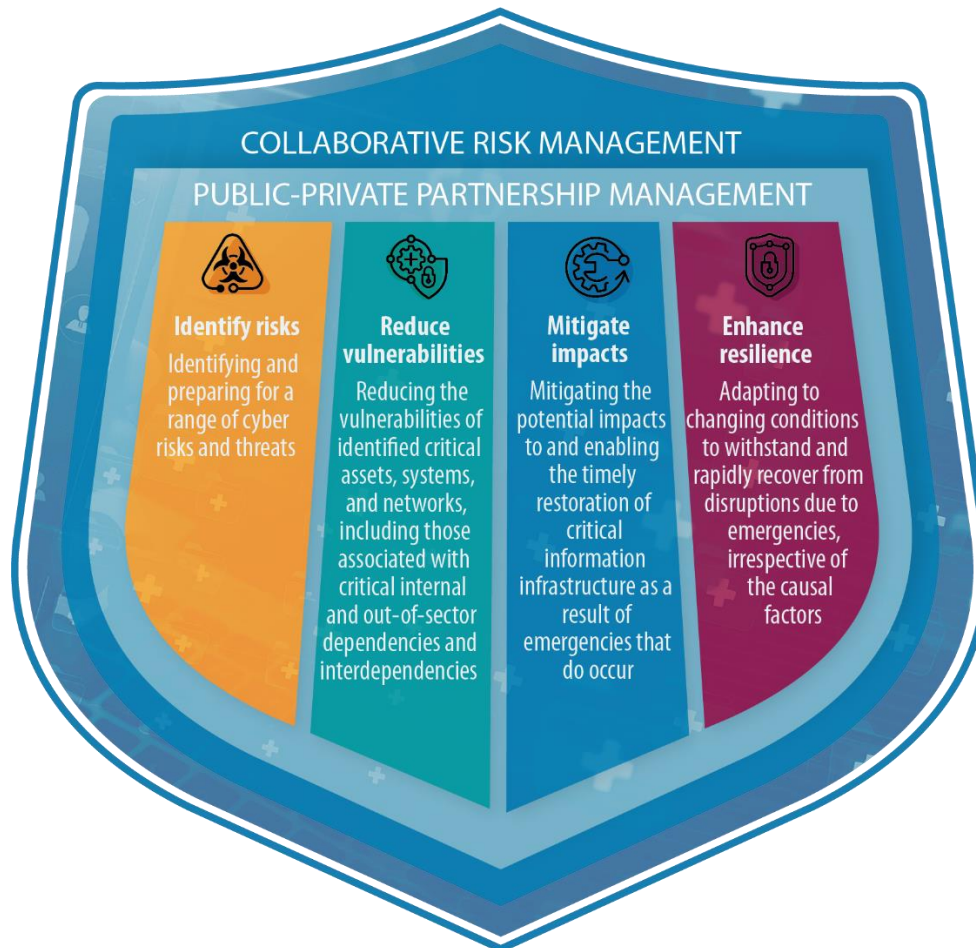 COLLABORATIVE RISK MANAGEMENT
PUBLIC-PRIVATE PARTNERSHIP MANAGEMENT
Identify risks
Identifying and
preparing for a
range of cyber
risks and threats
Reduce
vulnerabilities
Reducing the
vulnerabilities of
identified critical
assets, systems,
and networks,
including those
associated with
critical internal
and out-of-sector
dependencies and
interdependencies
Mitigate
impacts
Mitigating the
potential impacts
to and enabling
the timely
restoration of
critical
information
infrastructure as a
result of
emergencies that
do occur
Enhance
resilience
Adapting to
changing conditions
to withstand and
rapidly recover from
disruptions due to
emergencies,
irrespective of
the causal
factors